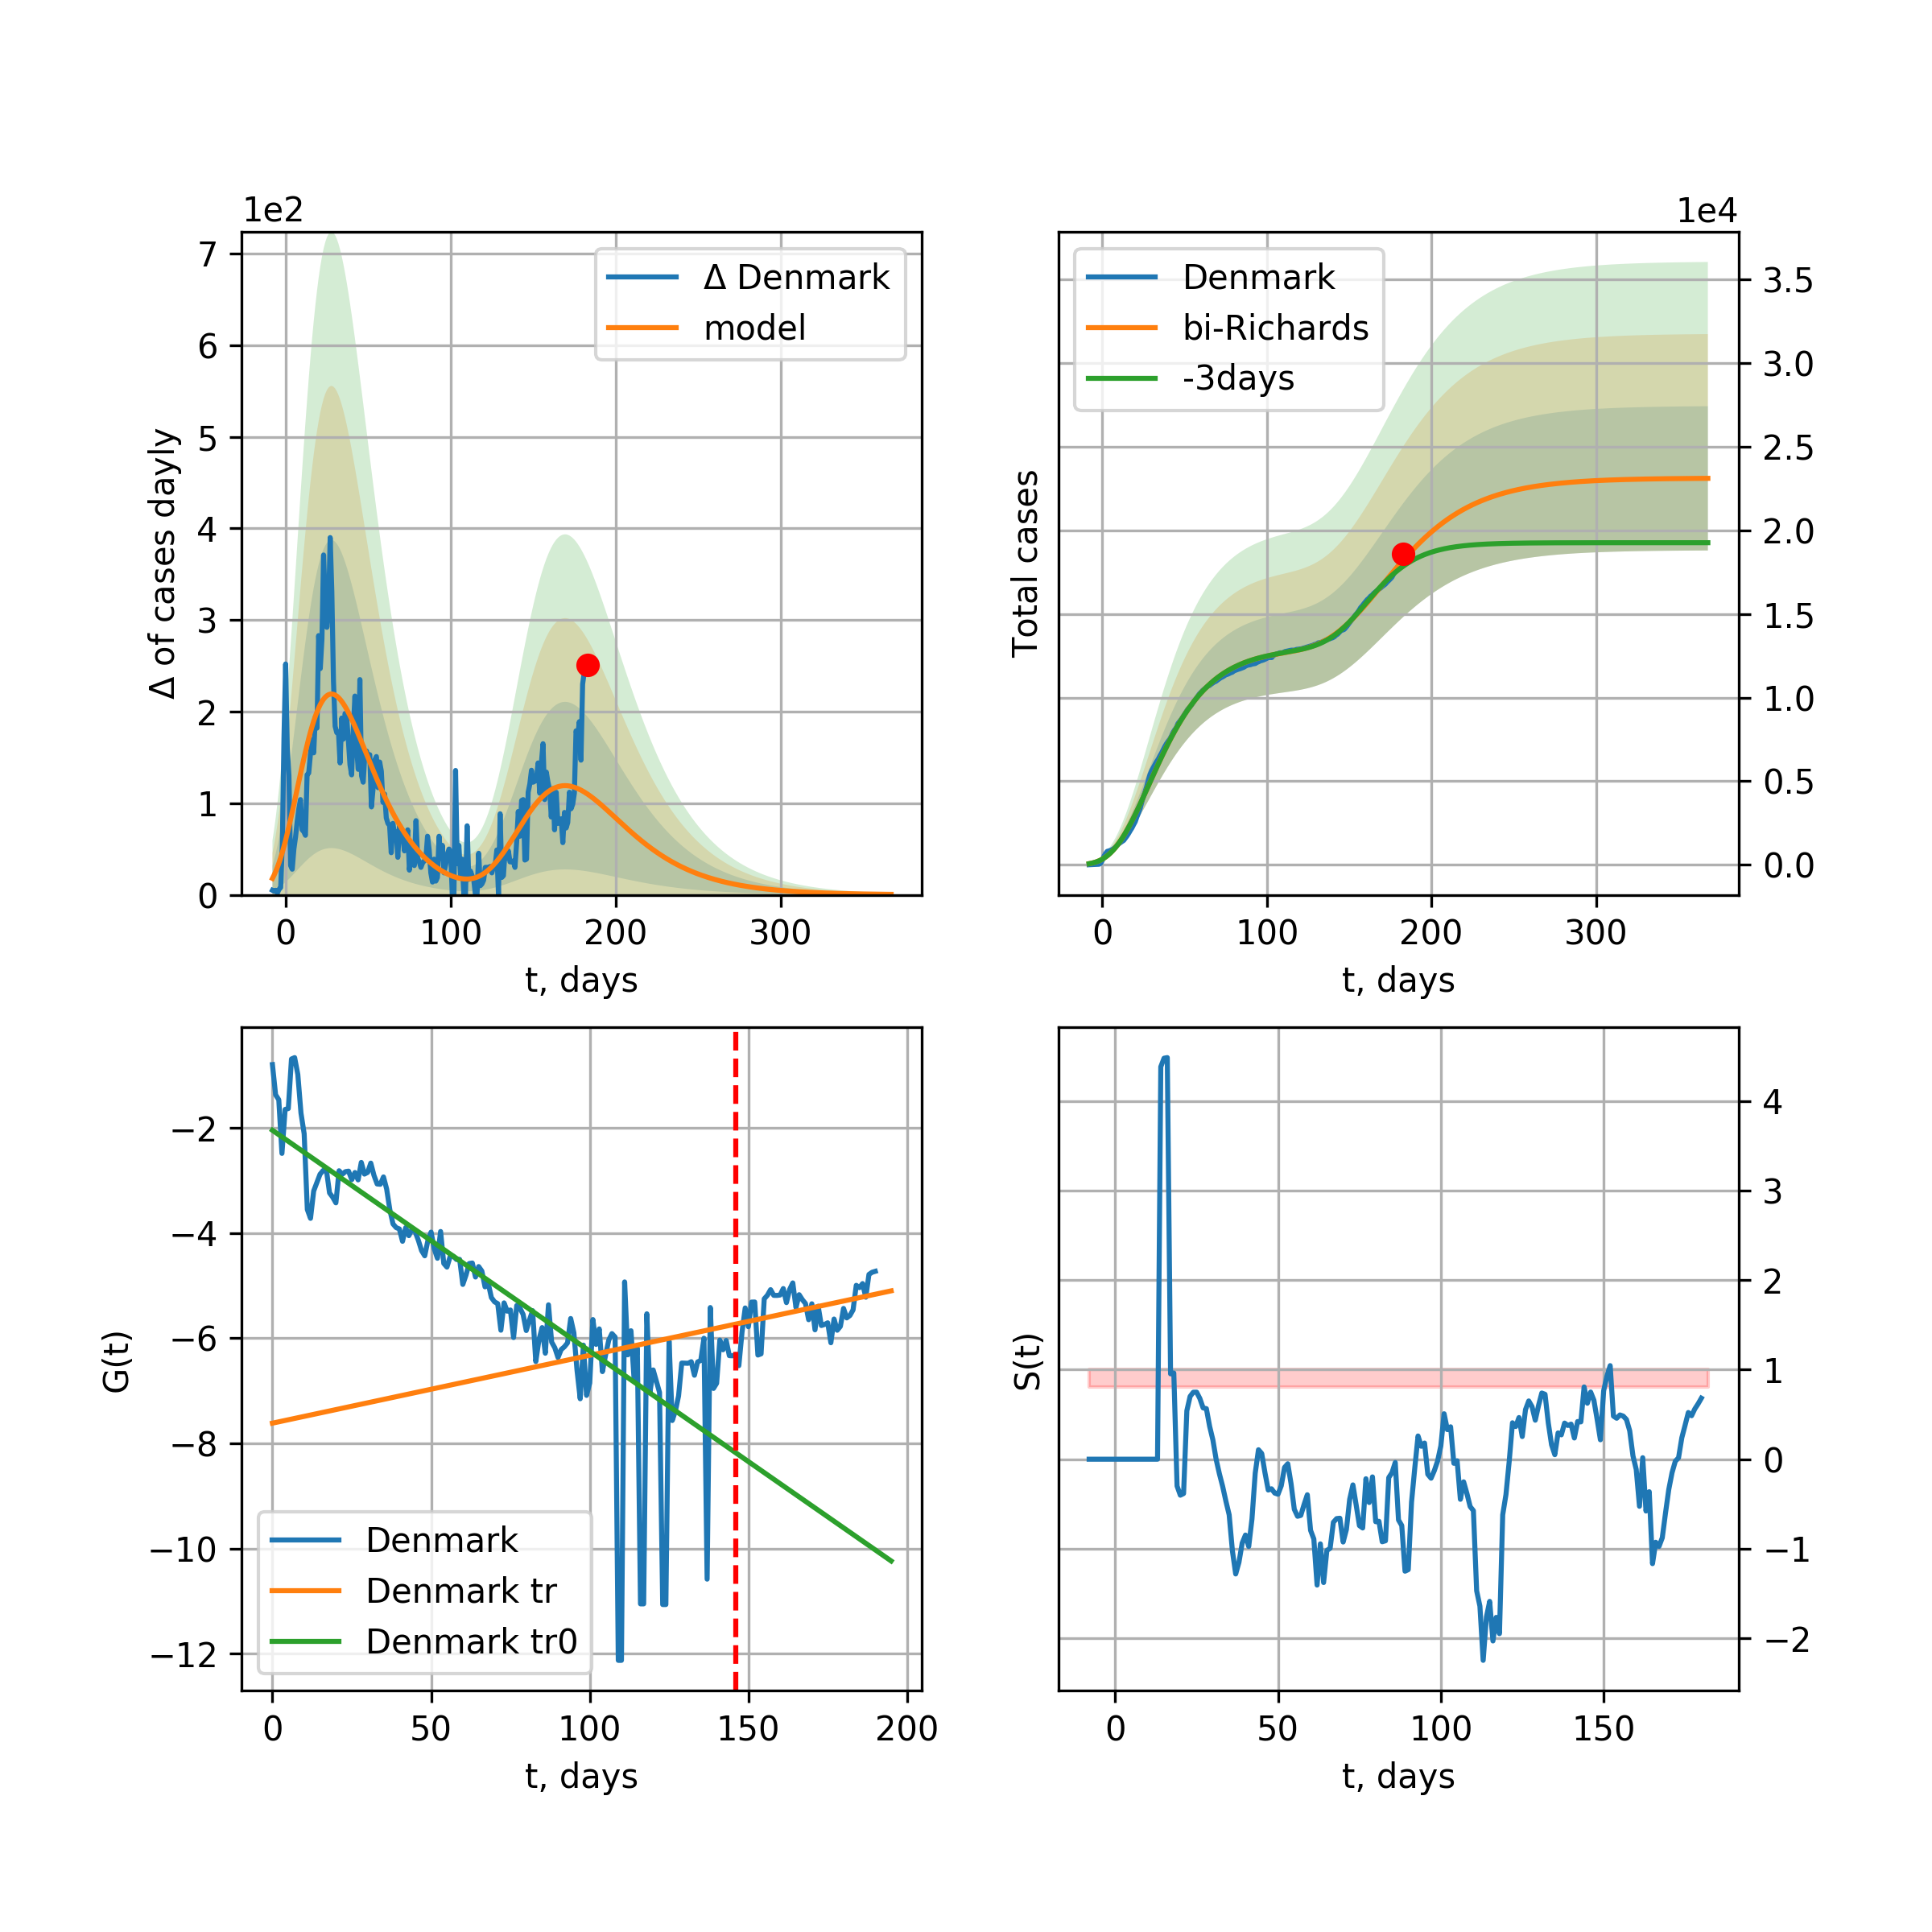 1e2
7
6
5
4
3
2
1
0
Δ of cases dayly
Δ Denmark
model
0 100 200 300
t, days
1e4
Denmark
bi-Richards
-3days
Total cases
3.5
3.0
2.5
2.0
1.5
1.0
0.5
0.0
0 100 200 300
t, days
−2
−4
−6
−8
−10
−12
G(t)
Denmark
Denmark tr
Denmark tr0
0 50 100 150 200
t, days
S(t)
4
3
2
1
0
−1
−2
0 50 100 150
t, days